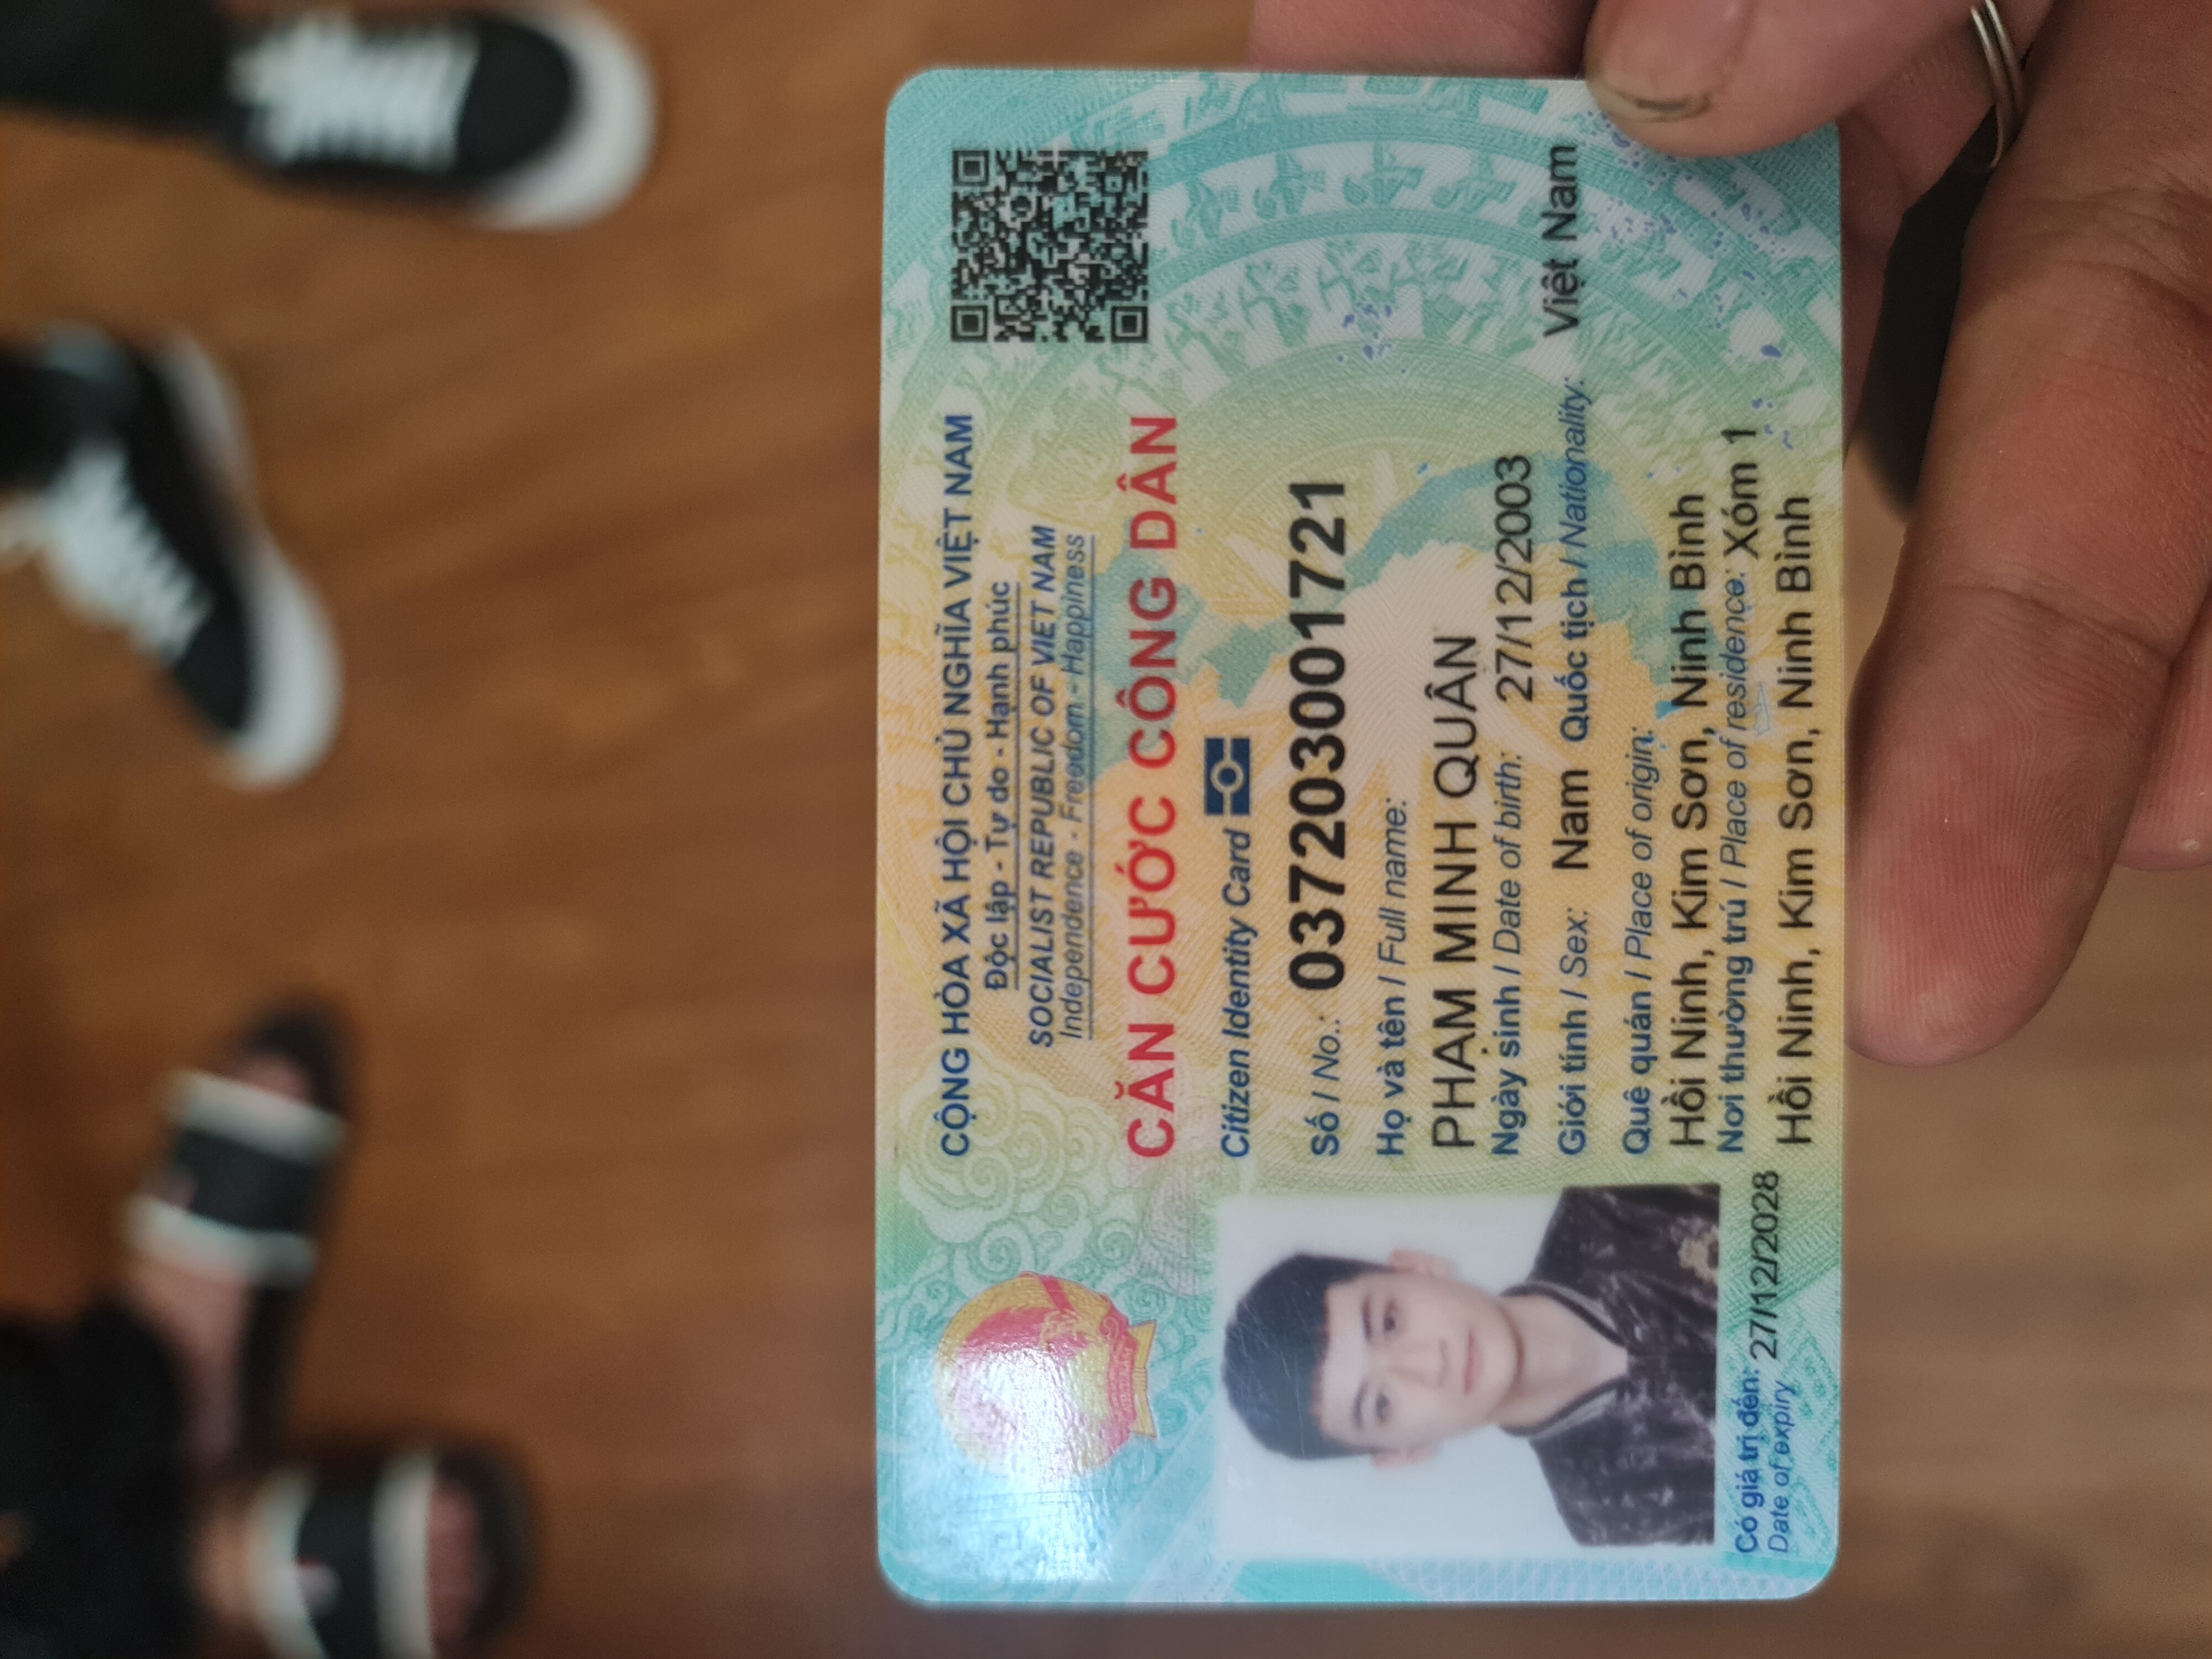 CỘNG HÒA XÃ HỘI CHỦ NGHĨA VIỆT NAM
Độc lập - Tự do - Hạnh phúc
SOCIALIST REPUBLIC OF VIET NAM
Independence - Freedom - Happiness
CĂN CƯỚC CÔNG DÂN
Citizen Identity Card
Số / No.: 037203001721
Họ và tên / Full name:
PHẠM MINH QUÂN
Ngày sinh / Date of birth: 27/12/2003
Giới tính / Sex: Nam Quốc tịch / Nationality: Việt Nam
Quê quán / Place of origin:
Hồi Ninh, Kim Sơn, Ninh Bình
Nơi thường trú / Place of residence: Xóm 1
Hồi Ninh, Kim Sơn, Ninh Bình
Có giá trị đến: 27/12/2028
Date of expiry